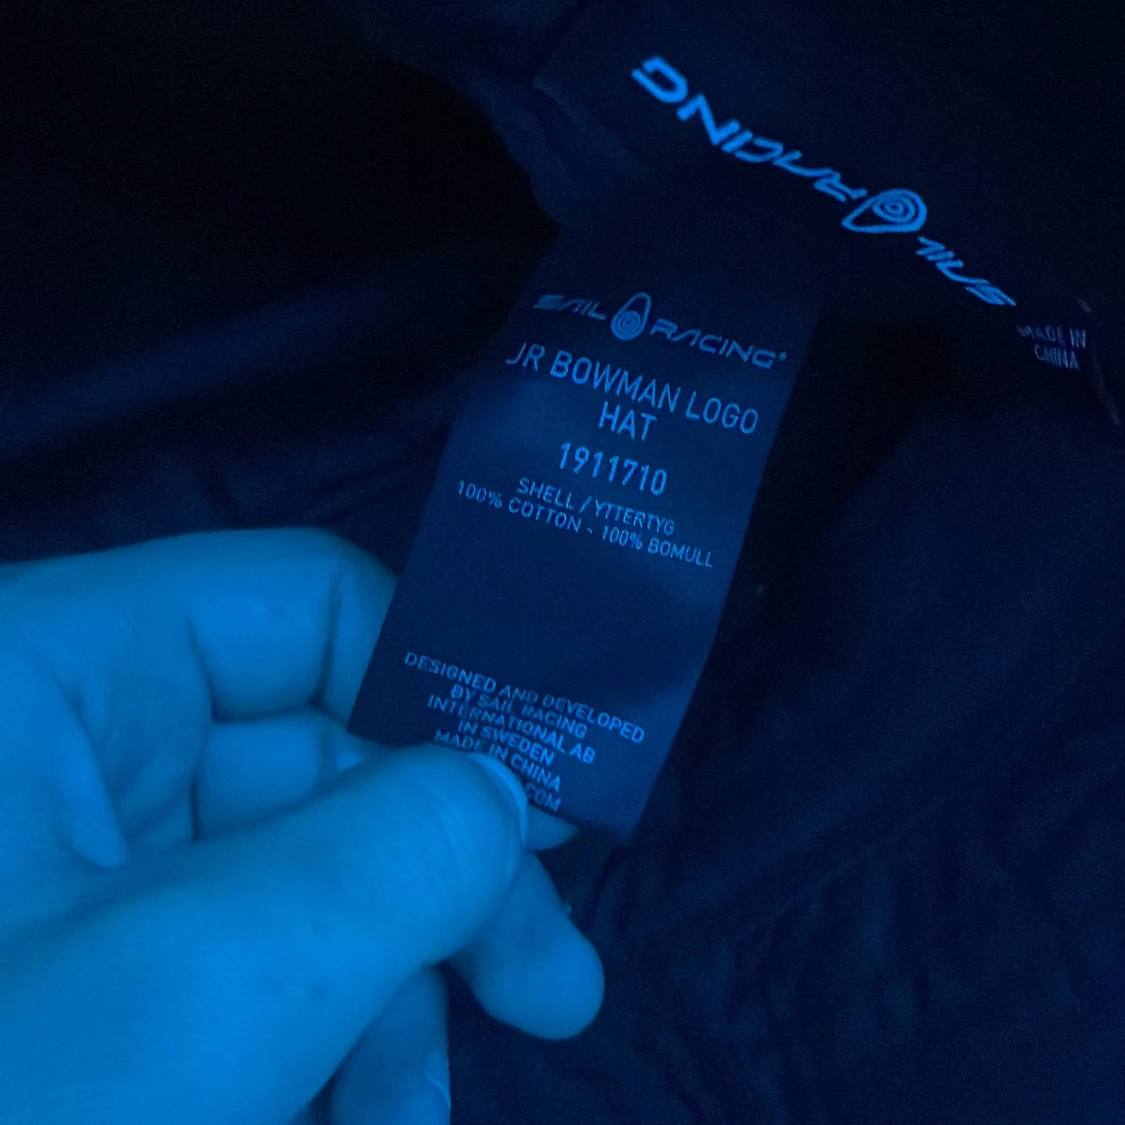 SAIL RACING
MADE IN
CHINA
SAIL RACING®
JR BOWMAN LOGO
HAT
1911710
SHELL / YTTERTYG
100% COTTON - 100% BOMULL
DESIGNED AND DEVELOPED
BY SAIL RACING
INTERNATIONAL AB
IN SWEDEN
MADE IN CHINA
.COM